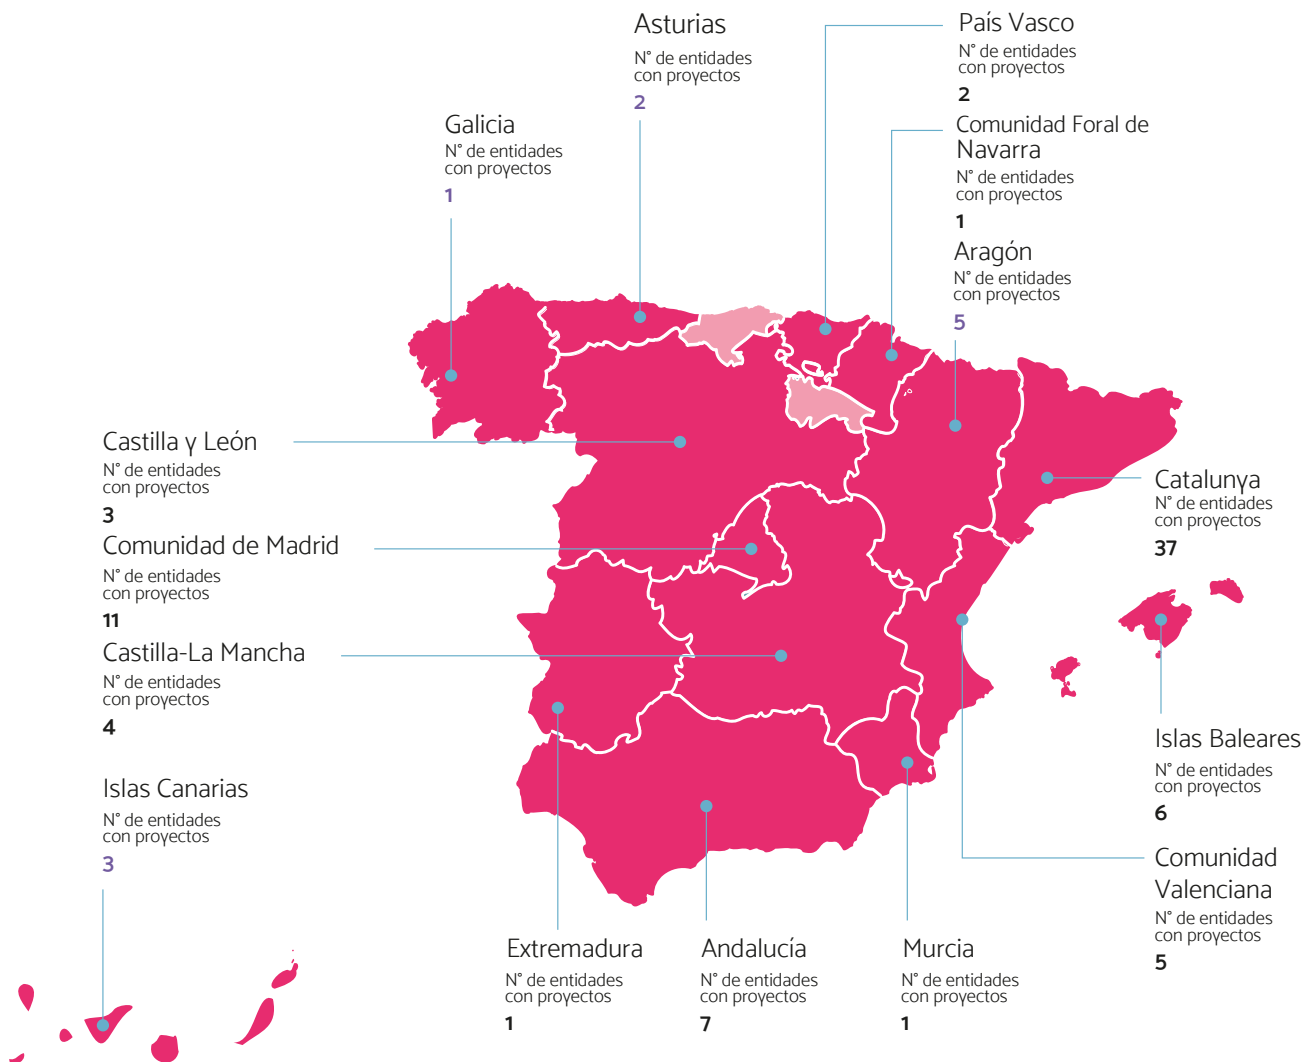 Asturias
N° de entidades
con proyectos
2
País Vasco
N° de entidades
con proyectos
2
Galicia
N° de entidades
con proyectos
1
Comunidad Foral de
Navarra
N° de entidades
con proyectos
1
Aragón
N° de entidades
con proyectos
5
Castilla y León
N° de entidades
con proyectos
3
Catalunya
N° de entidades
con proyectos
37
Comunidad de Madrid
N° de entidades
con proyectos
11
Castilla-La Mancha
N° de entidades
con proyectos
4
Islas Baleares
N° de entidades
con proyectos
6
Islas Canarias
N° de entidades
con proyectos
3
Comunidad
Valenciana
N° de entidades
con proyectos
5
Extremadura
N° de entidades
con proyectos
1
Andalucía
N° de entidades
con proyectos
7
Murcia
N° de entidades
con proyectos
1